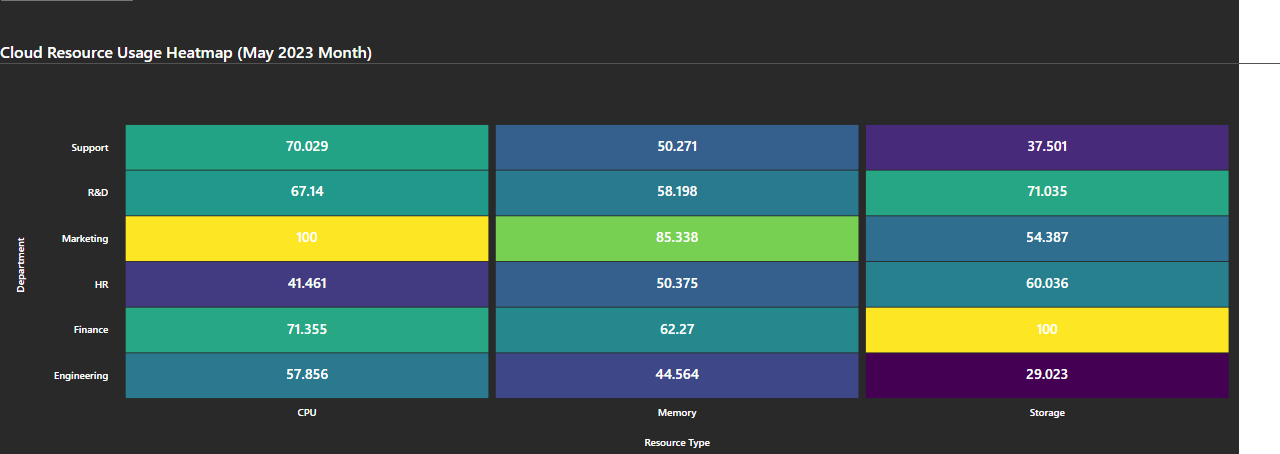 Cloud Resource Usage Heatmap (May 2023 Month)
Support 70.029 50.271 37.501
R&D 67.14 58.198 71.035
Marketing 100 85.338 54.387
HR 41.461 50.375 60.036
Finance 71.355 62.27 100
Engineering 57.856 44.564 29.023
Department
CPU Memory Storage
Resource Type